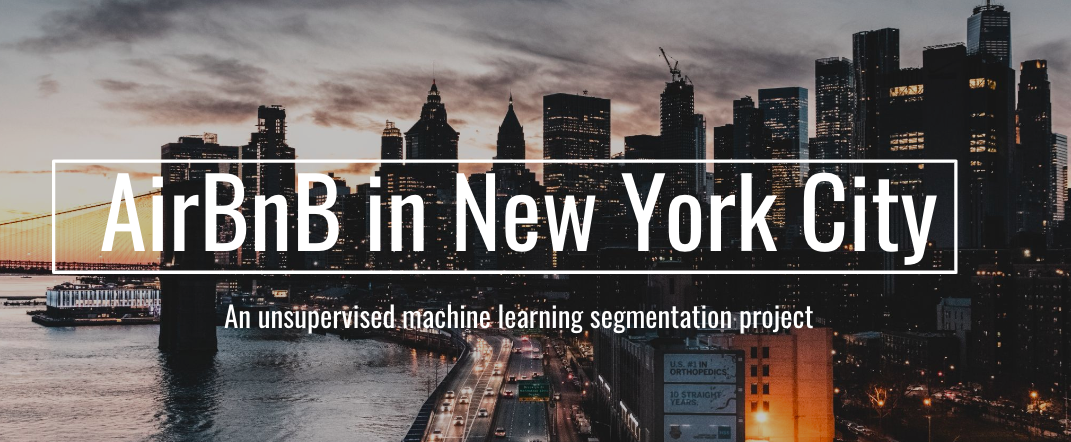 AirBnB in New York City
An unsupervised machine learning segmentation project
U.S. #1 IN
ORTHOPEDICS
10 STRAIGHT
YEARS.